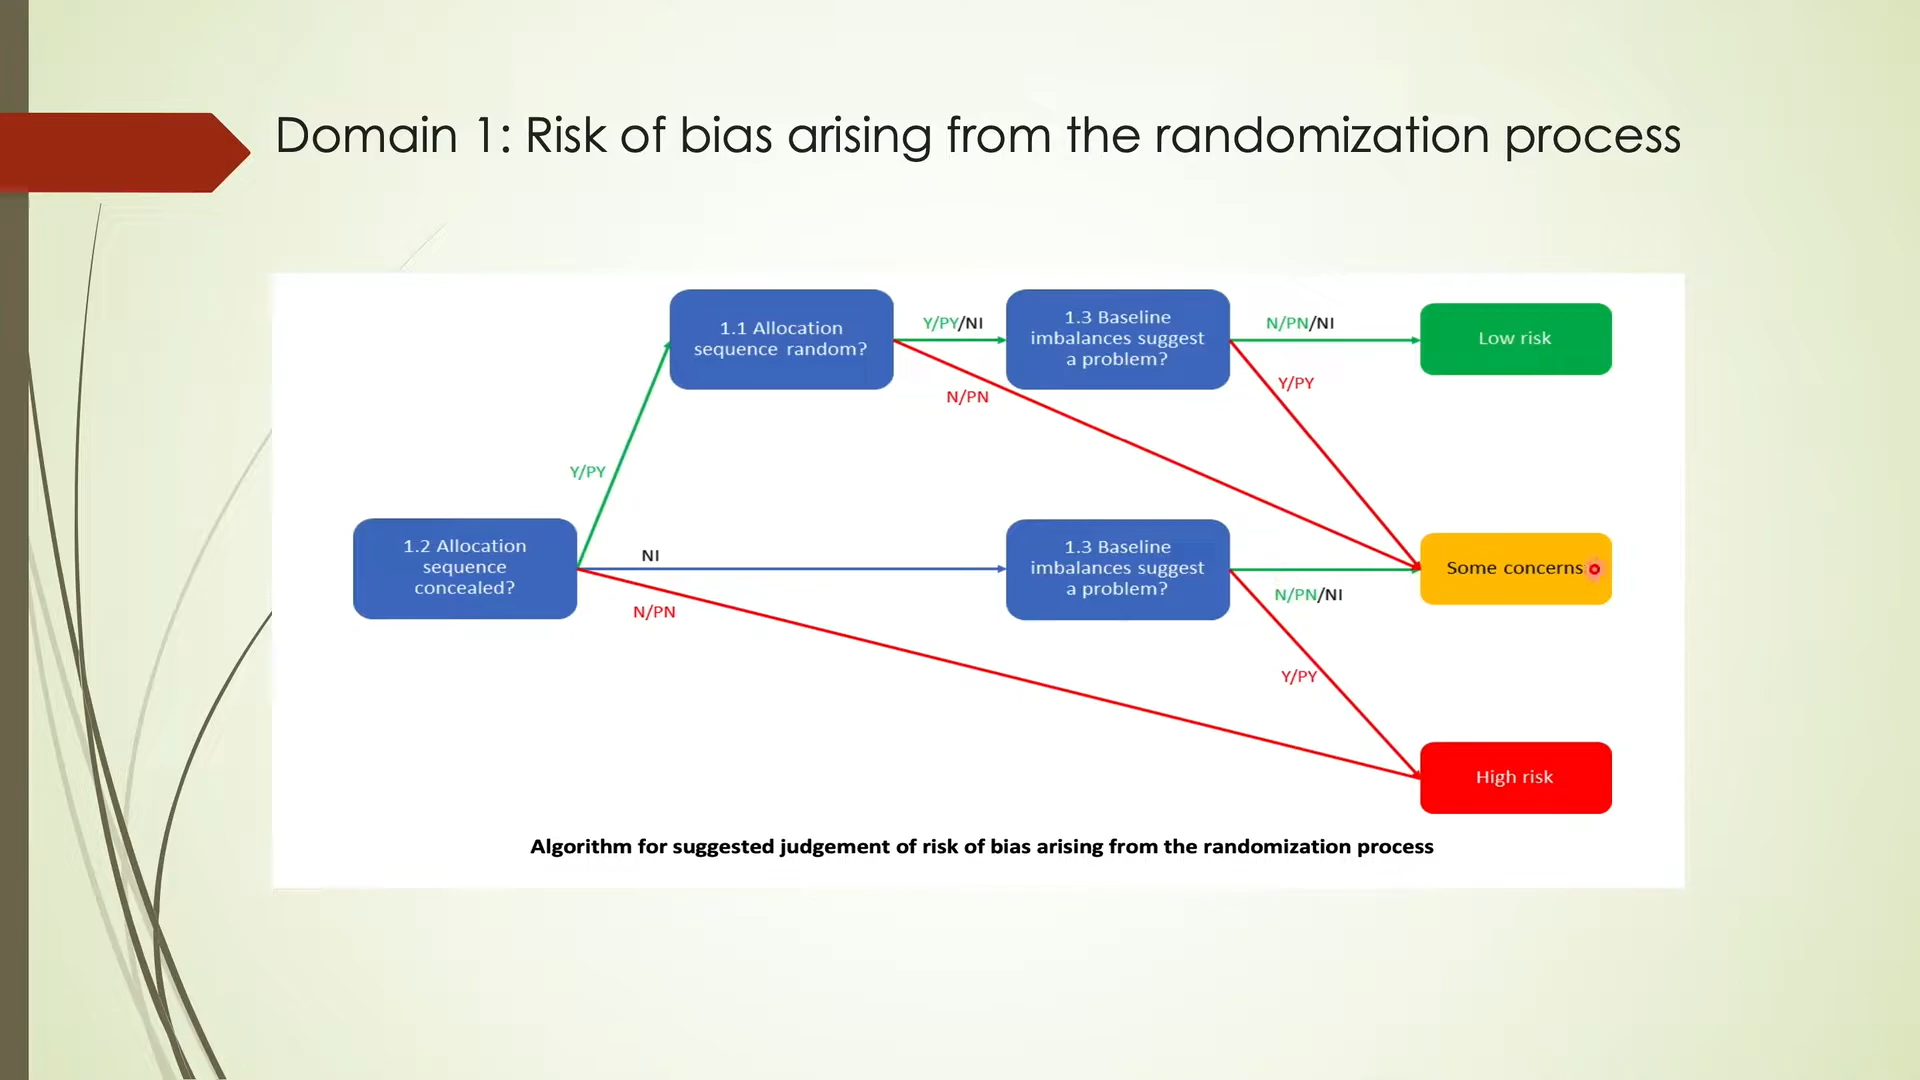 Domain 1: Risk of bias arising from the randomization process
1.1 Allocation
sequence random?
Y/PY/NI
N/PN
1.3 Baseline
imbalances suggest
a problem?
N/PN/NI
Y/PY
Low risk
Y/PY
1.2 Allocation
sequence
concealed?
NI
N/PN
1.3 Baseline
imbalances suggest
a problem?
N/PN/NI
Y/PY
Some concerns
High risk
Algorithm for suggested judgement of risk of bias arising from the randomization process